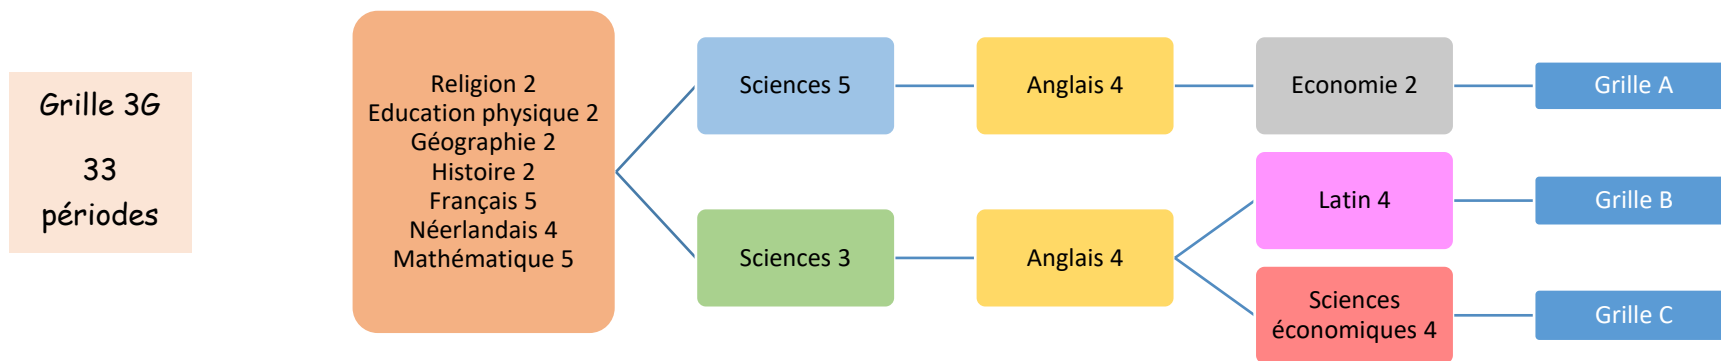 Grille 3G
33
périodes
Religion 2
Education physique 2
Géographie 2
Histoire 2
Français 5
Néerlandais 4
Mathématique 5
Sciences 5
Anglais 4
Economie 2
Grille A
Sciences 3
Anglais 4
Latin 4
Grille B
Sciences
économiques 4
Grille C